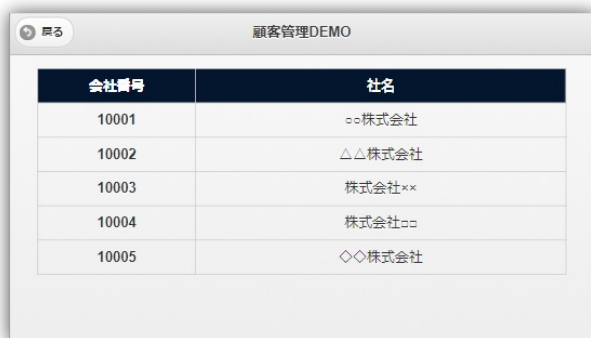 戻る 顧客管理DEMO
会社番号 社名
10001 ○○株式会社
10002 △△株式会社
10003 株式会社××
10004 株式会社□□
10005 ◇◇株式会社